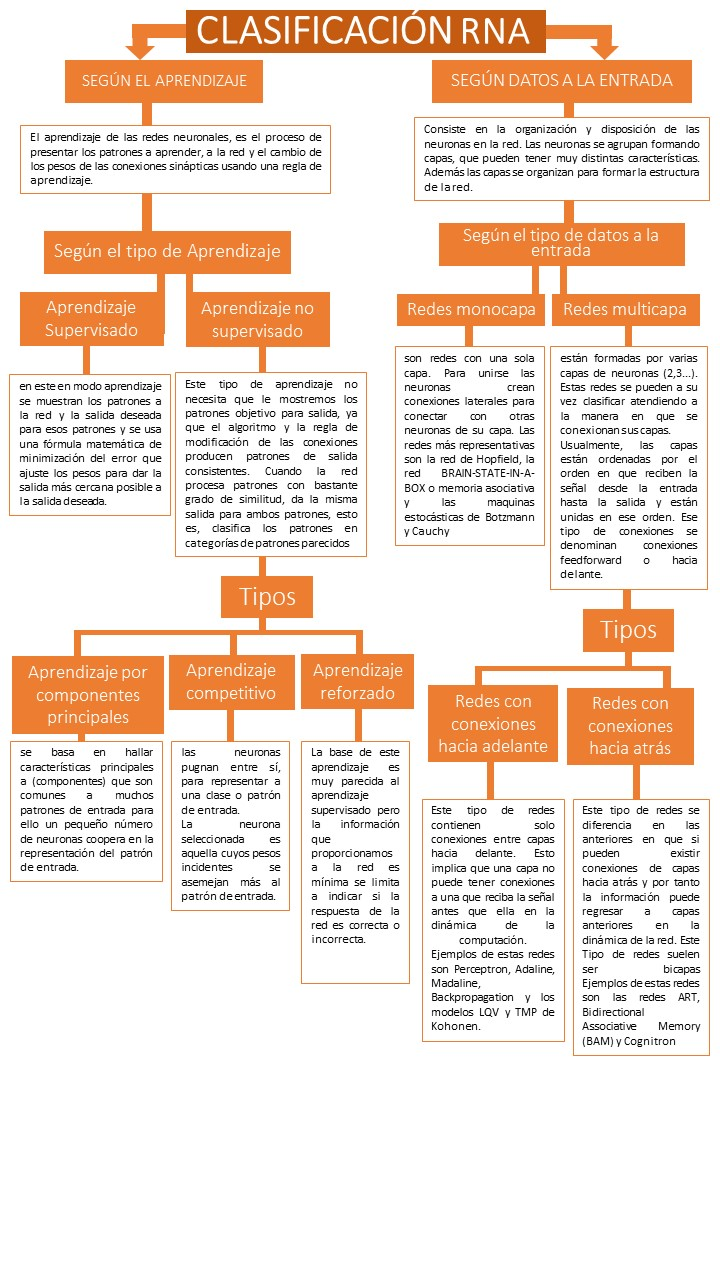 CLASIFICACIÓN RNA
SEGÚN EL APRENDIZAJE
El aprendizaje de las redes neuronales, es el proceso de
presentar los patrones a aprender, a la red y el cambio de
los pesos de las conexiones sinápticas usando una regla de
aprendizaje.
Según el tipo de Aprendizaje
Aprendizaje
Supervisado
en este en modo aprendizaje
se muestran los patrones a
la red y la salida deseada
para esos patrones y se usa
una fórmula matemática de
minimización del error que
ajuste los pesos para dar la
salida más cercana posible a
la salida deseada.
Aprendizaje no
supervisado
Este tipo de aprendizaje no
necesita que le mostremos los
patrones objetivo para salida, ya
que el algoritmo y la regla de
modificación de las conexiones
producen patrones de salida
consistentes. Cuando la red
procesa patrones con bastante
grado de similitud, da la misma
salida para ambos patrones, esto
es, clasifica los patrones en
categorías de patrones parecidos
Tipos
Aprendizaje por
componentes
principales
se basa en hallar
características principales
a (componentes) que son
comunes a muchos
patrones de entrada para
ello un pequeño número
de neuronas coopera en la
representación del patrón
de entrada.
Aprendizaje
competitivo
las neuronas
pugnan entre sí,
para representar a
una clase o patrón
de entrada.
La neurona
seleccionada es
aquella cuyos pesos
incidentes se
asemejan más al
patrón de entrada.
Aprendizaje
reforzado
La base de este
aprendizaje es
muy parecida al
aprendizaje
supervisado pero
la información
que
proporcionamos
a la red es
mínima se limita
a indicar si la
respuesta de la
red es correcta o
incorrecta.
SEGÚN DATOS A LA ENTRADA
Consiste en la organización y disposición de las
neuronas en la red. Las neuronas se agrupan formando
capas, que pueden tener muy distintas características.
Además las capas se organizan para formar la estructura
de la red.
Según el tipo de datos a la
entrada
Redes monocapa
son redes con una sola
capa. Para unirse las
neuronas crean
conexiones laterales para
conectar con otras
neuronas de su capa. Las
redes más representativas
son la red de Hopfield, la
red BRAIN-STATE-IN-A-
BOX o memoria asociativa
y las maquinas
estocásticas de Botzmann
y Cauchy
Redes multicapa
están formadas por varias
capas de neuronas (2,3...).
Estas redes se pueden a su
vez clasificar atendiendo a
la manera en que se
conexionan sus capas.
Usualmente, las capas
están ordenadas por el
orden en que reciben la
señal desde la entrada
hasta la salida y están
unidas en ese orden. Ese
tipo de conexiones se
denominan conexiones
feedforward o hacia
delante.
Tipos
Redes con
conexiones
hacia adelante
Este tipo de redes
contienen solo
conexiones entre capas
hacia delante. Esto
implica que una capa no
puede tener conexiones
a una que reciba la señal
antes que ella en la
dinámica de la
computación.
Ejemplos de estas redes
son Perceptron, Adaline,
Madaline,
Backpropagation y los
modelos LQV y TMP de
Kohonen.
Redes con
conexiones
hacia atrás
Este tipo de redes se
diferencia en las
anteriores en que si
pueden existir
conexiones de capas
hacia atrás y por tanto
la información puede
regresar a capas
anteriores en la
dinámica de la red. Este
Tipo de redes suelen
ser bicapas
Ejemplos de estas redes
son las redes ART,
Bidirectional
Associative Memory
(BAM) y Cognitron